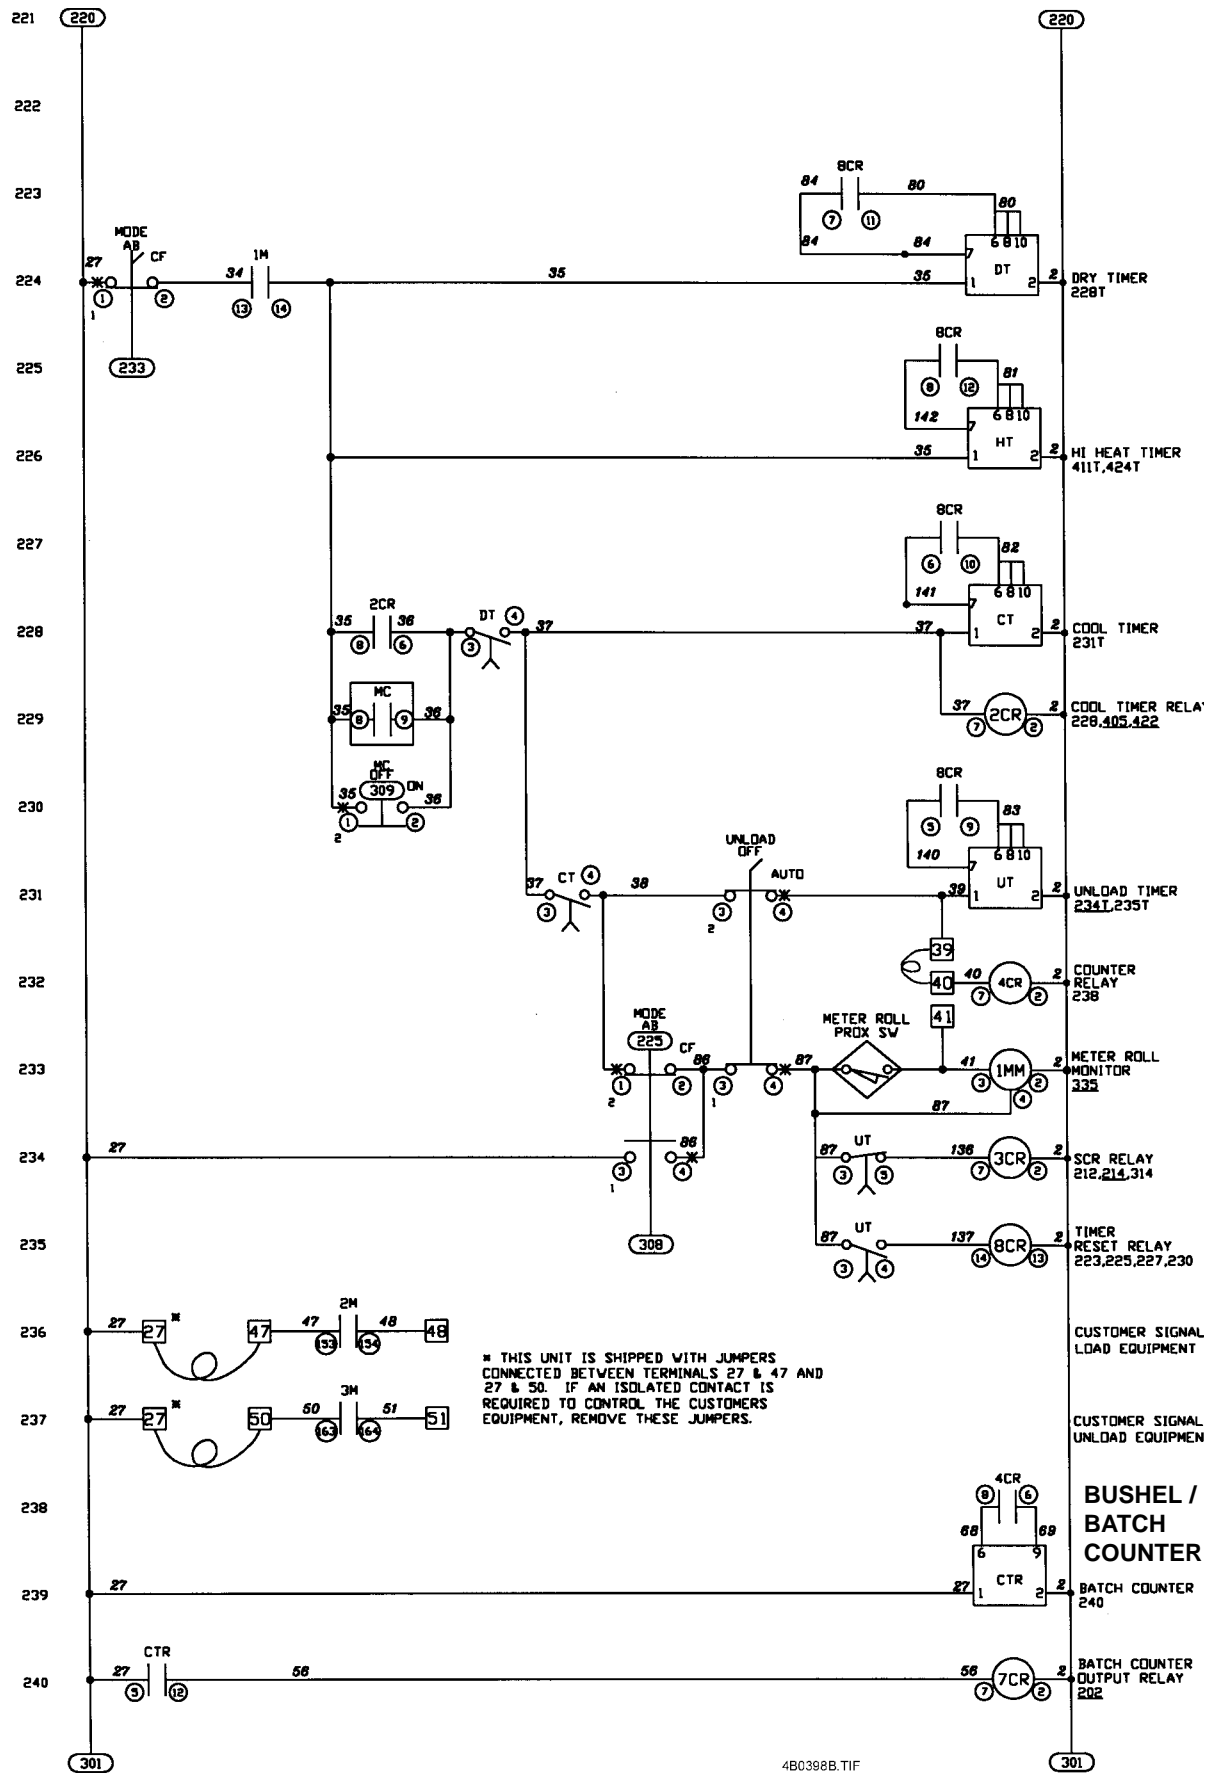 221 220 220
222
223
8CR
84 80
7 11
80
84 84
6 8 10
7
DT
224
MODE
AB
CF
27
1 2
1
233
1M
34 35
13 14
35
1 2
2
DRY TIMER
228T
225
8CR
8 12
81
142
6 8 10
7
HT
226
35
1 2
2
HI HEAT TIMER
411T,424T
227
8CR
6 10
82
141
6 8 10
7
CT
228
2CR
35 36
8 6
DT 4
3
37
37
1 2
2
COOL TIMER
231T
229
MC
35 8 9 36
37
2CR
7 2
2
COOL TIMER RELA
228,405,422
230
MC
OFF
309
ON
35 36
1 2
2
8CR
5 9
83
140
6 8 10
7
UT
231
37
CT 4
3
38
UNLOAD
OFF
AUTO
3 4
2
39
1 2
2
UNLOAD TIMER
234T,235T
39
232
40
40
4CR
7 2
2
COUNTER
RELAY
238
233
MODE
AB
225
CF
1 2
2
86
3 4
1
87
METER ROLL
PROX SW
41
41
1MM
3 2
4
2
87
METER ROLL
MONITOR
335
234
27
3 4
1
86
87
UT
3 5
136
3CR
7 2
2
SCR RELAY
212,214,314
235
308
87
UT
3 4
137
8CR
14 13
2
TIMER
RESET RELAY
223,225,227,230
236
27
27 *
47
47
2M
48
153 154
48
CUSTOMER SIGNAL
LOAD EQUIPMENT
* THIS UNIT IS SHIPPED WITH JUMPERS
CONNECTED BETWEEN TERMINALS 27 & 47 AND
27 & 50. IF AN ISOLATED CONTACT IS
REQUIRED TO CONTROL THE CUSTOMERS
EQUIPMENT, REMOVE THESE JUMPERS.
237
27
27 *
50
50
3M
51
163 164
51
CUSTOMER SIGNAL
UNLOAD EQUIPMEN
238
4CR
8 6
68 69
6 9
CTR
BUSHEL /
BATCH
COUNTER
239
27
27
1 2
2
BATCH COUNTER
240
240
CTR
27
5 12
56
56
7CR
7 2
2
BATCH COUNTER
OUTPUT RELAY
202
301 301
4B0398B.TIF